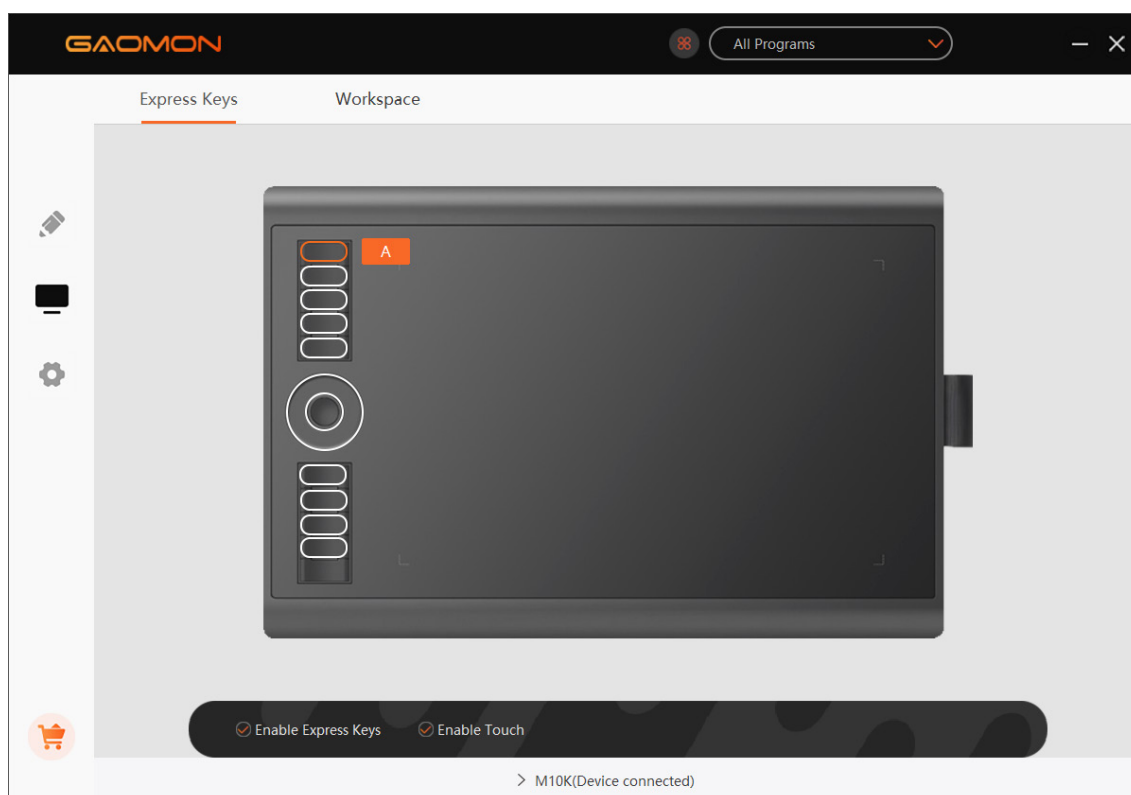 GAOMON
All Programs
Express Keys Workspace
A
Enable Express Keys Enable Touch
M10K(Device connected)